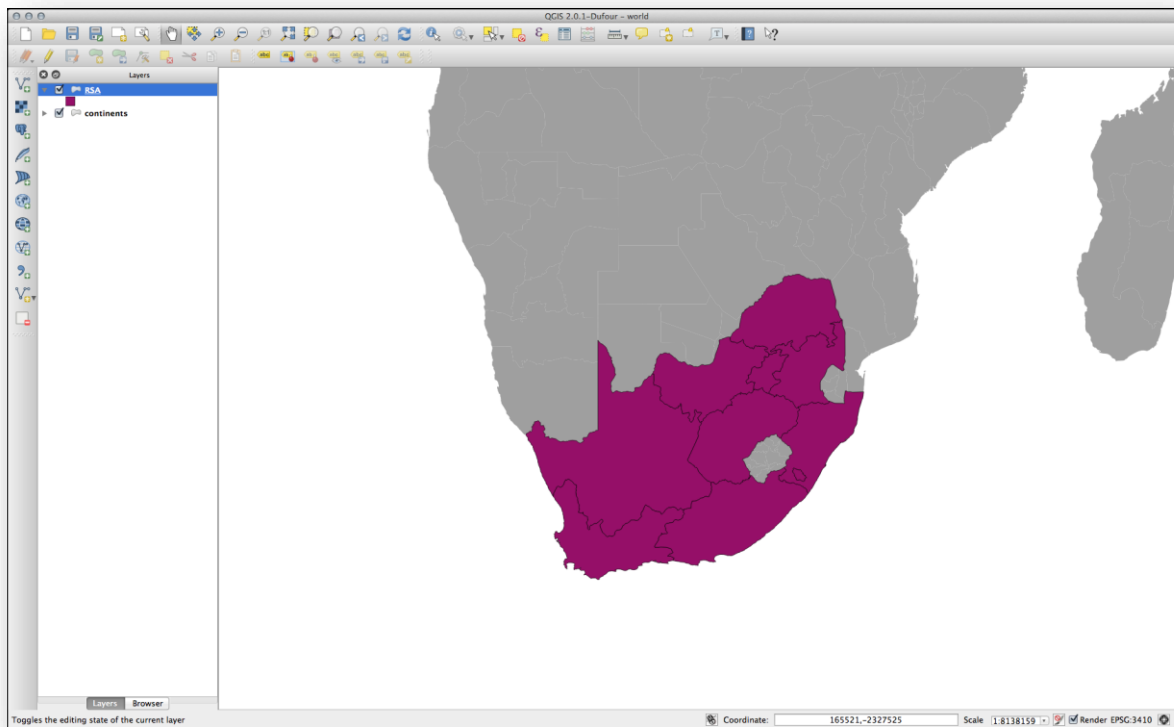 QGIS 2.0.1-Dufour - world
Layers
RSA
continents
Layers Browser
Toggles the editing state of the current layer
Coordinate: 165521,-2327525 Scale 1:8138159 Render EPSG:3410